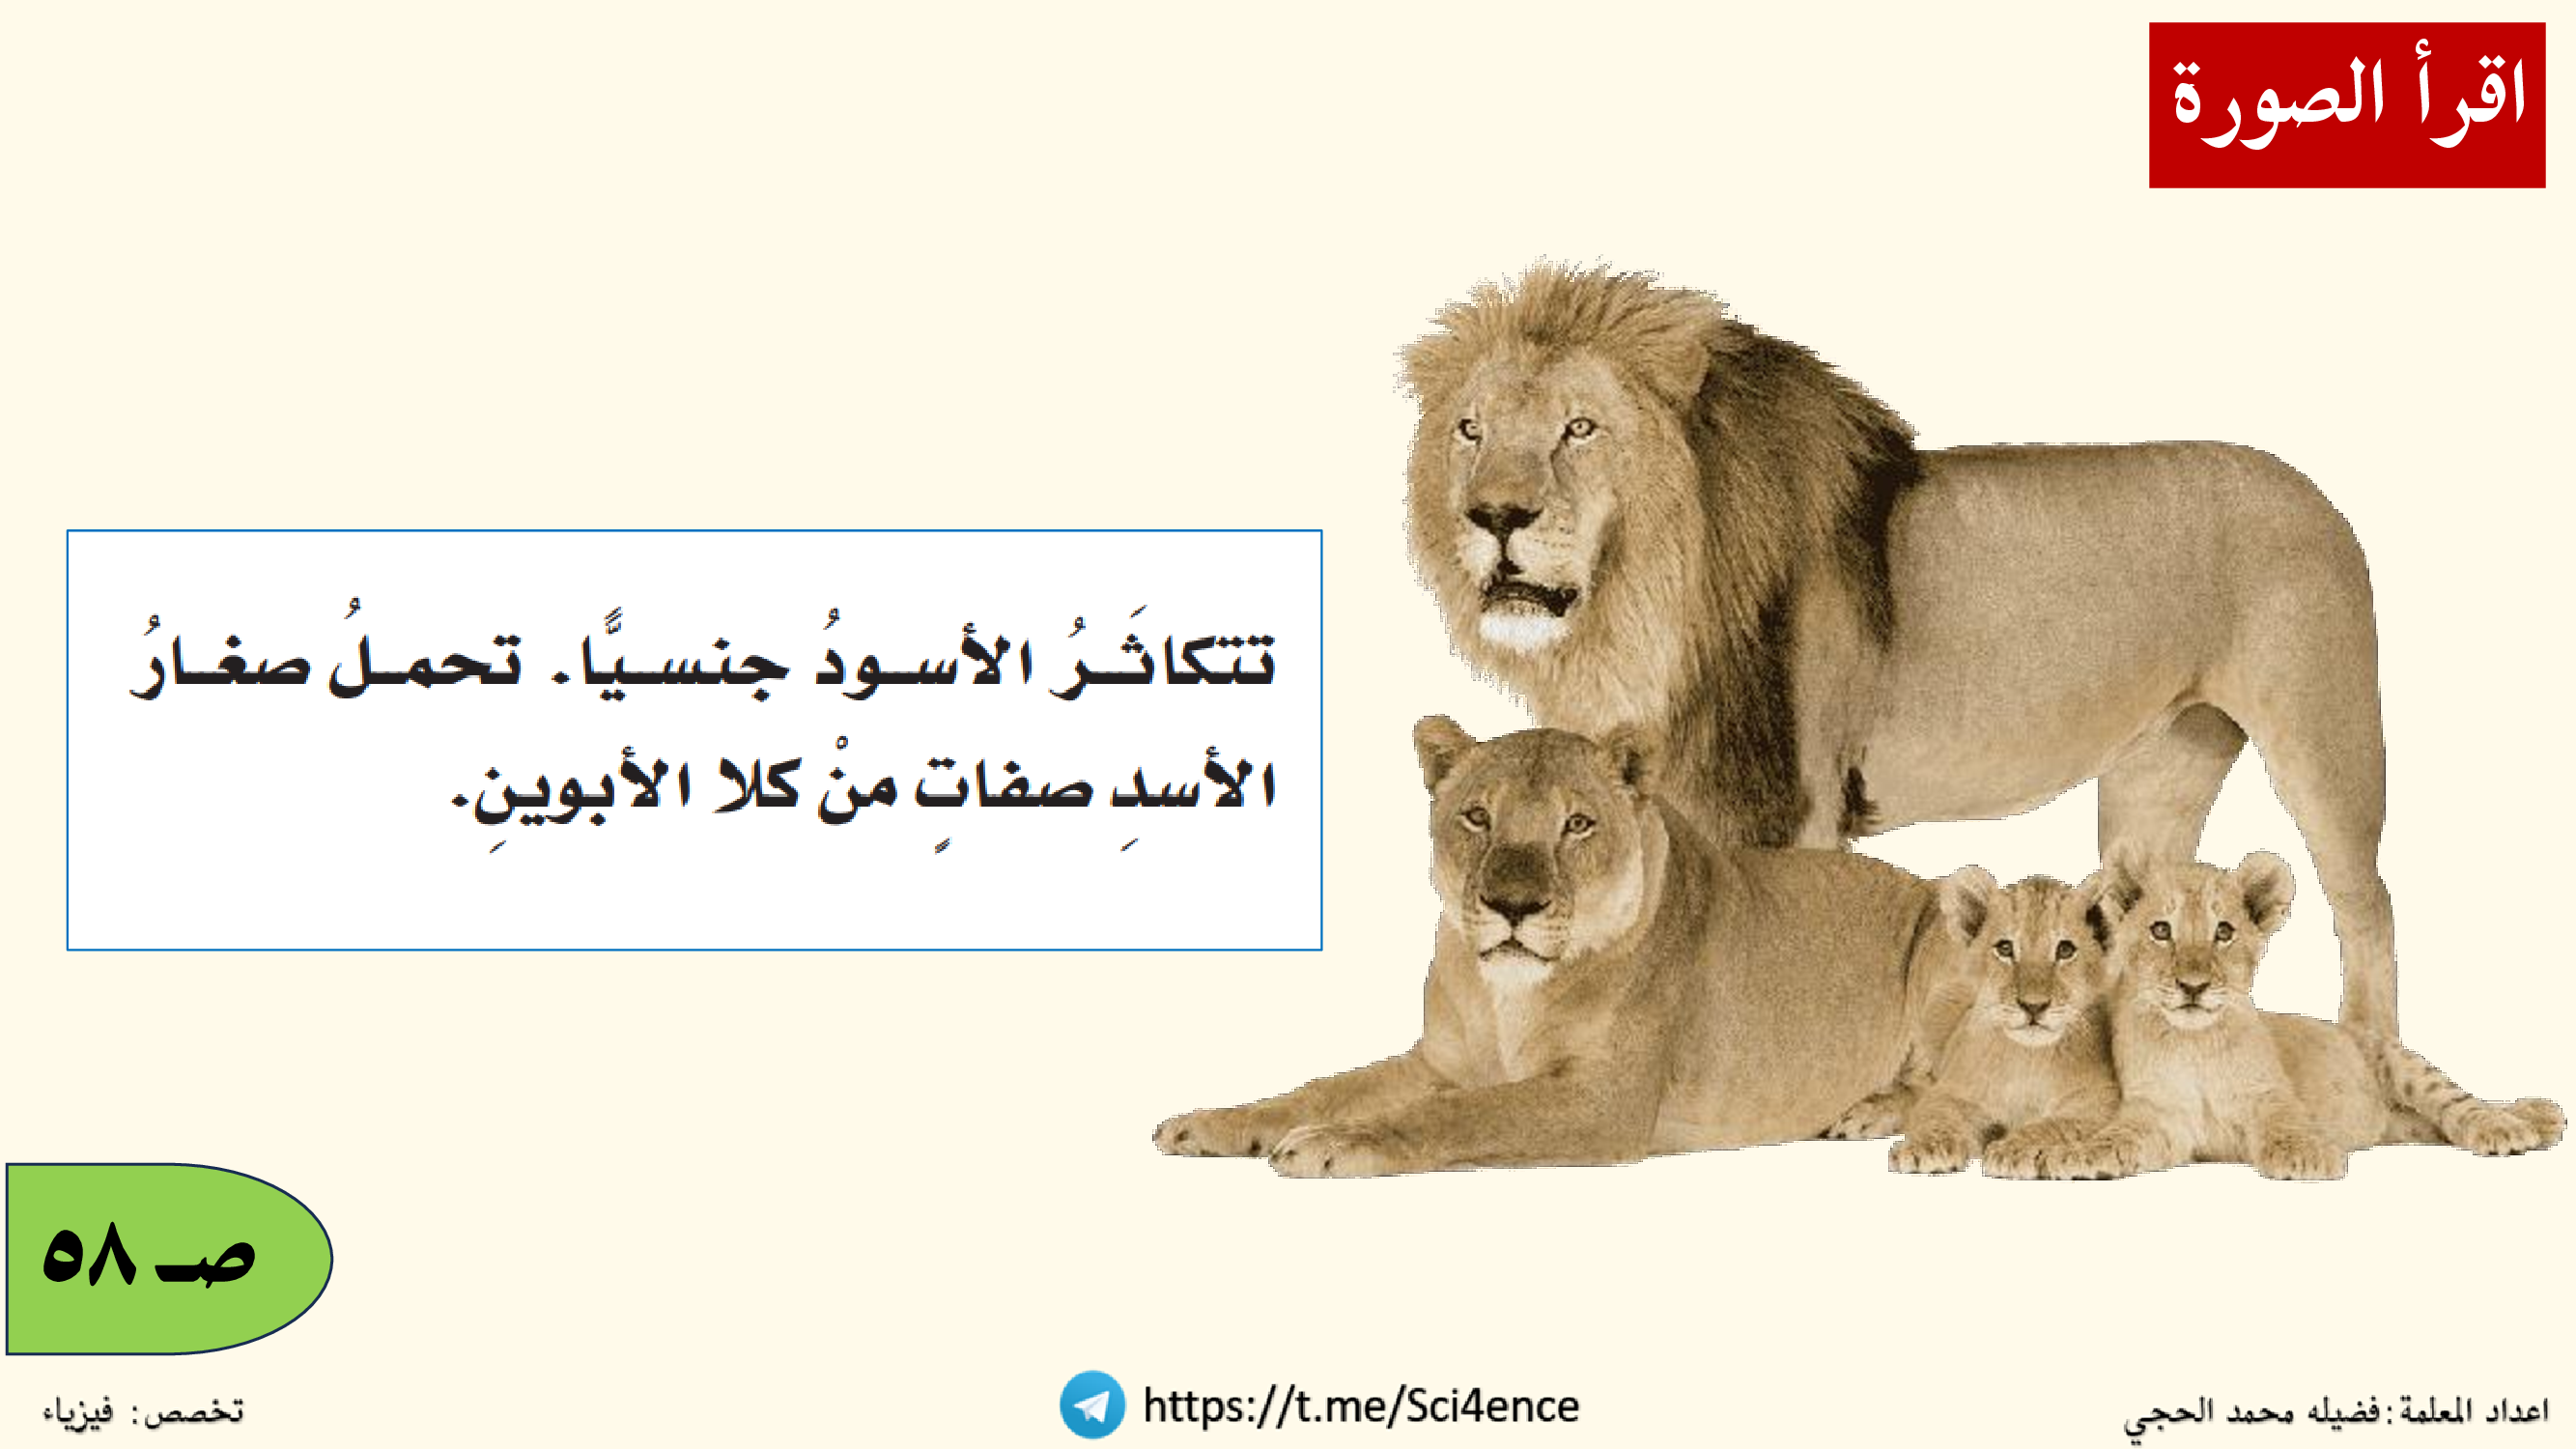 اقرأ الصورة
تتكاثَرُ الأسودُ جنسيًّا. تحملُ صغارُ
الأسدِ صفاتٍ منْ كلا الأبوينِ.
صـ ٥٨
اعداد المعلمة: فضيله محمد الحجي
https://t.me/Sci4ence
تخصص: فيزياء